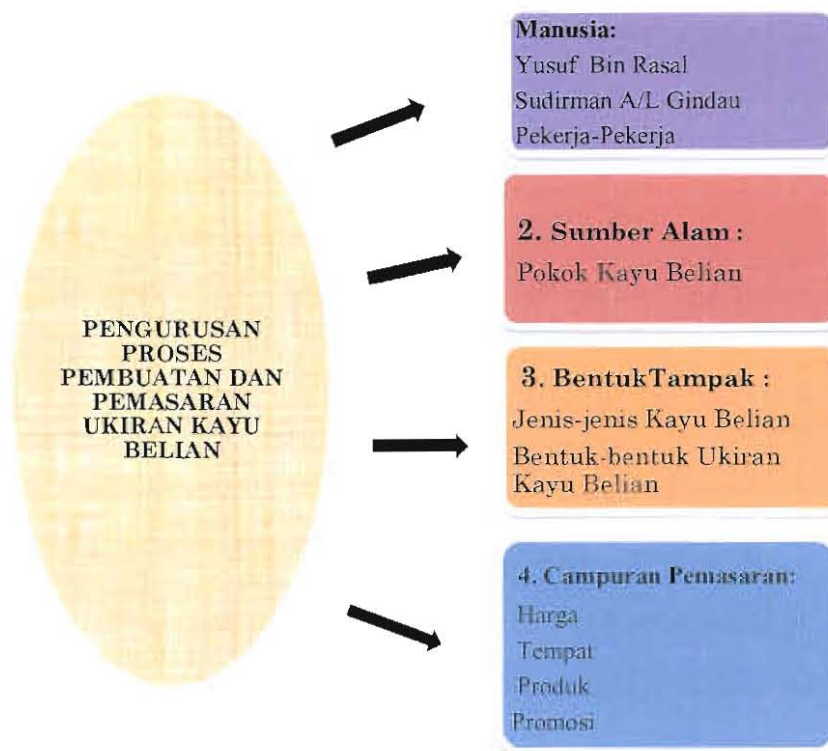 PENGURUSAN
PROSES
PEMBUATAN DAN
PEMASARAN
UKIRAN KAYU
BELIAN
Manusia:
Yusuf Bin Rasal
Sudirman A/L Gindau
Pekerja-Pekerja
2. Sumber Alam :
Pokok Kayu Belian
3. BentukTampak :
Jenis-jenis Kayu Belian
Bentuk-bentuk Ukiran
Kayu Belian
4. Campuran Pemasaran:
Harga
Tempat
Produk
Promosi